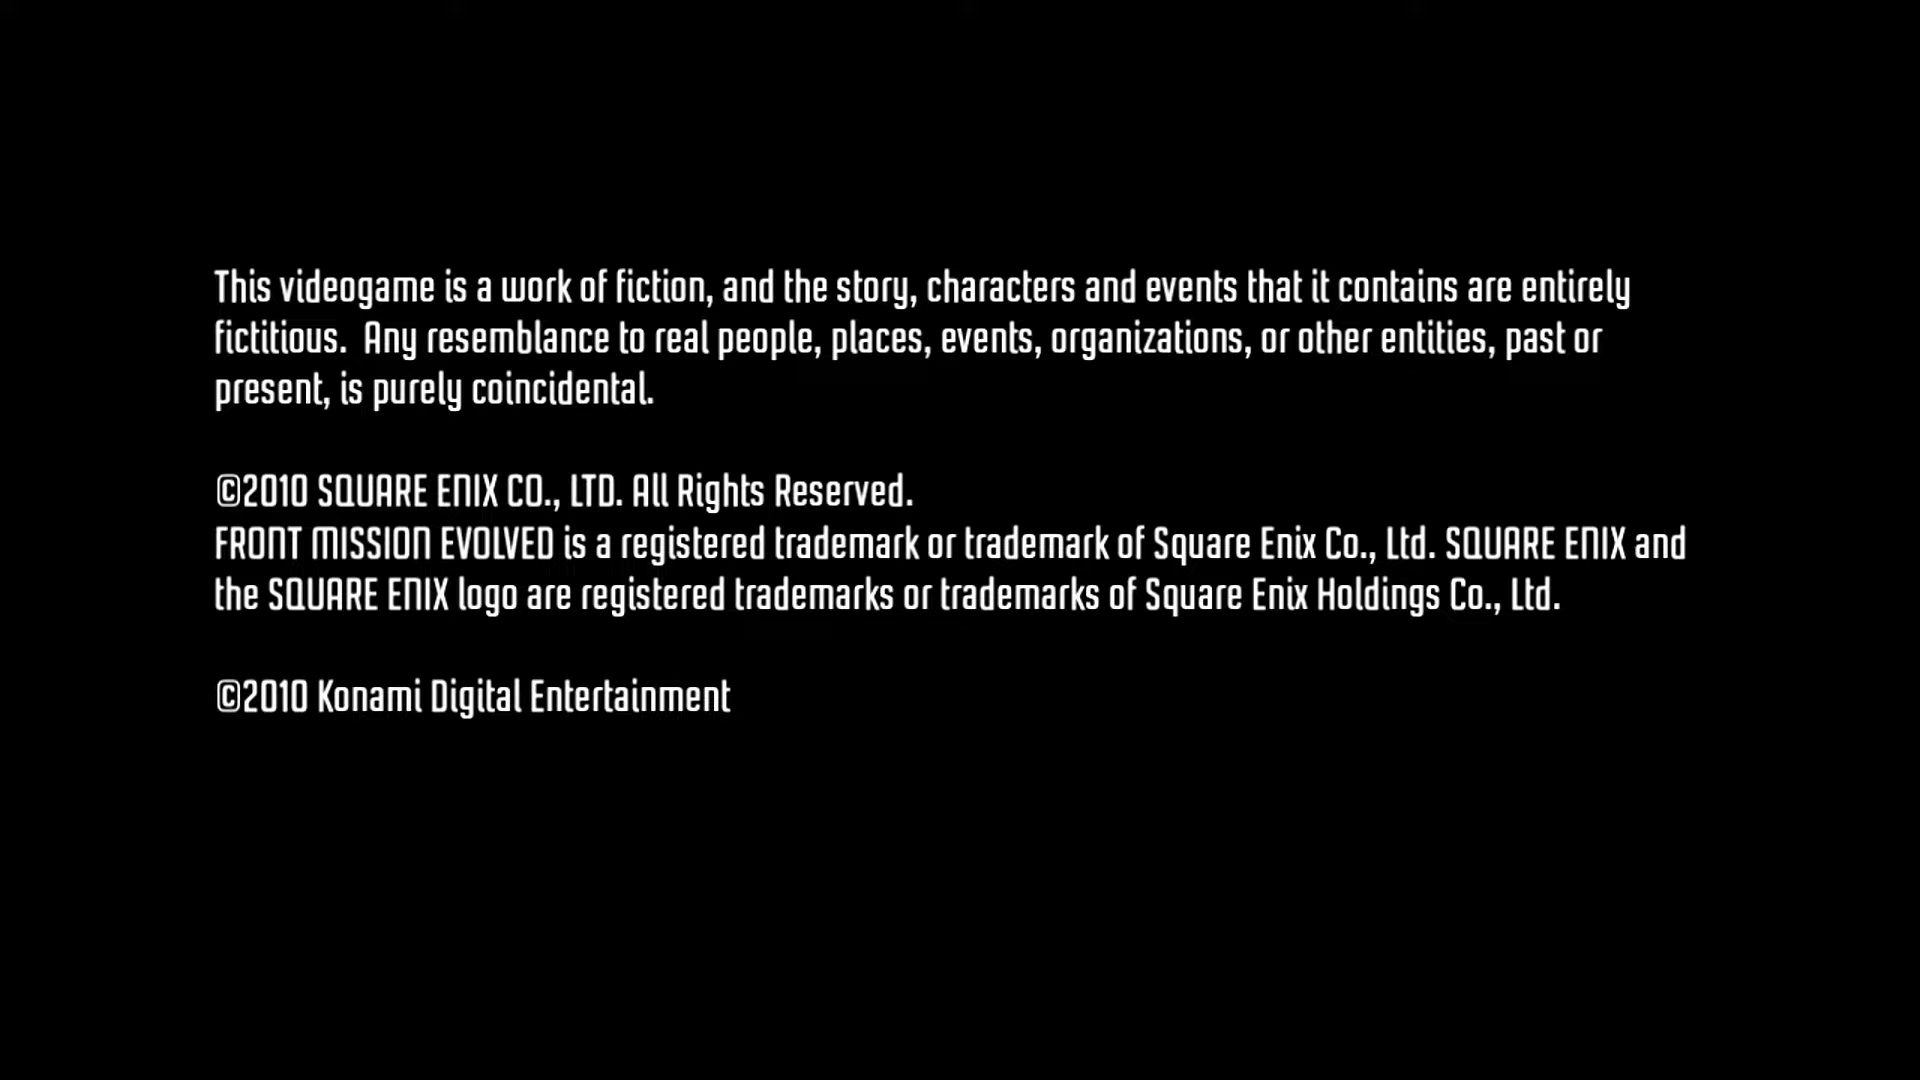 This videogame is a work of fiction, and the story, characters and events that it contains are entirely
fictitious.  Any resemblance to real people, places, events, organizations, or other entities, past or
present, is purely coincidental.
©2010 SQUARE ENIX CO., LTD. All Rights Reserved.
FRONT MISSION EVOLVED is a registered trademark or trademark of Square Enix Co., Ltd. SQUARE ENIX and
the SQUARE ENIX logo are registered trademarks or trademarks of Square Enix Holdings Co., Ltd.
©2010 Konami Digital Entertainment